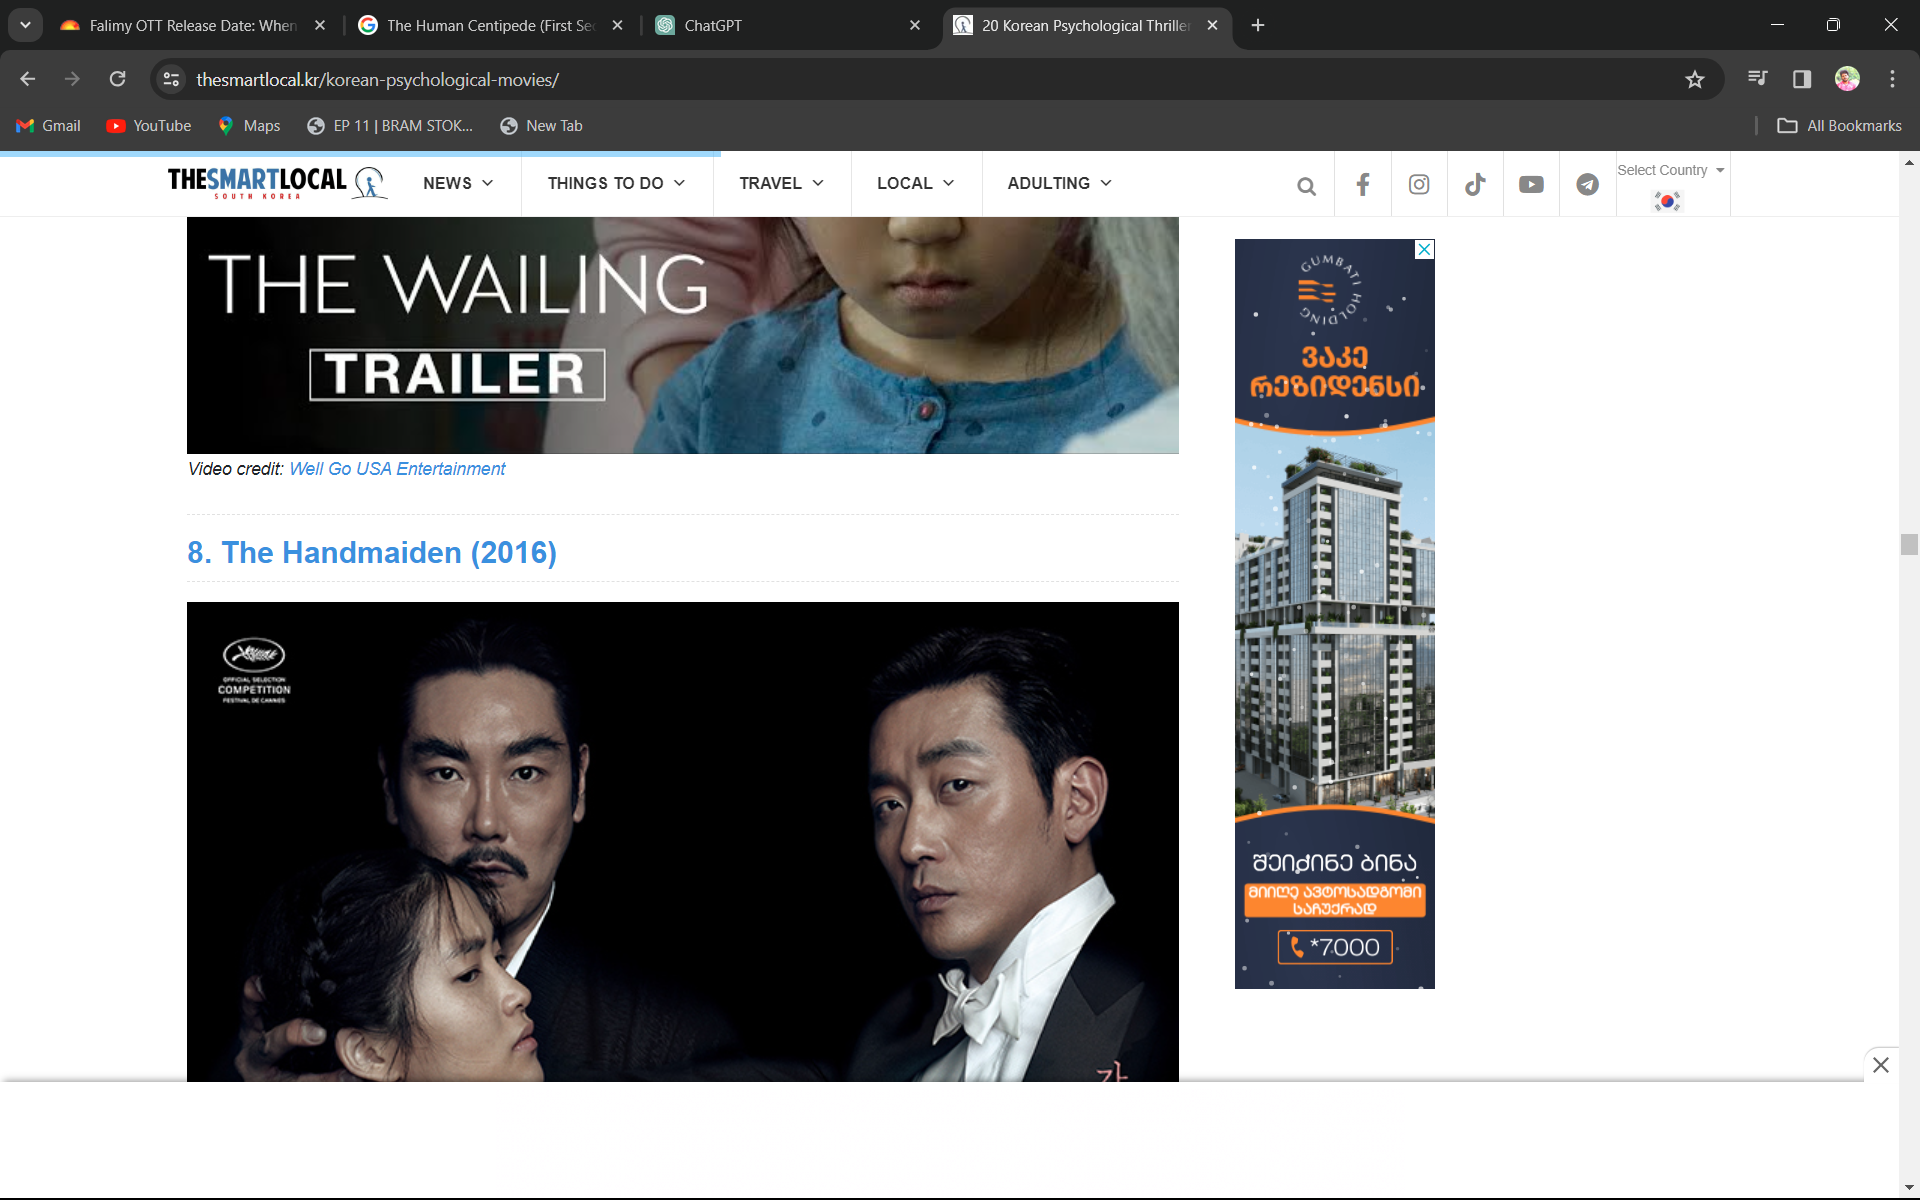 Falimy OTT Release Date: When
The Human Centipede (First Sec
ChatGPT
20 Korean Psychological Thrille
thesmartlocal.kr/korean-psychological-movies/
Gmail
YouTube
Maps
EP 11 | BRAM STOK...
New Tab
All Bookmarks
THESMARTLOCAL
SOUTH KOREA
NEWS
THINGS TO DO
TRAVEL
LOCAL
ADULTING
Select Country
THE WAILING
TRAILER
Video credit: Well Go USA Entertainment
8. The Handmaiden (2016)
OFFICIAL SELECTION
COMPETITION
FESTIVAL DE CANNES
GUMBATI HOLDING
ვაკე
რეზიდენსი
შეიძინე ბინა
მიიღე ავტოსადგომი
საჩუქრად
*7000